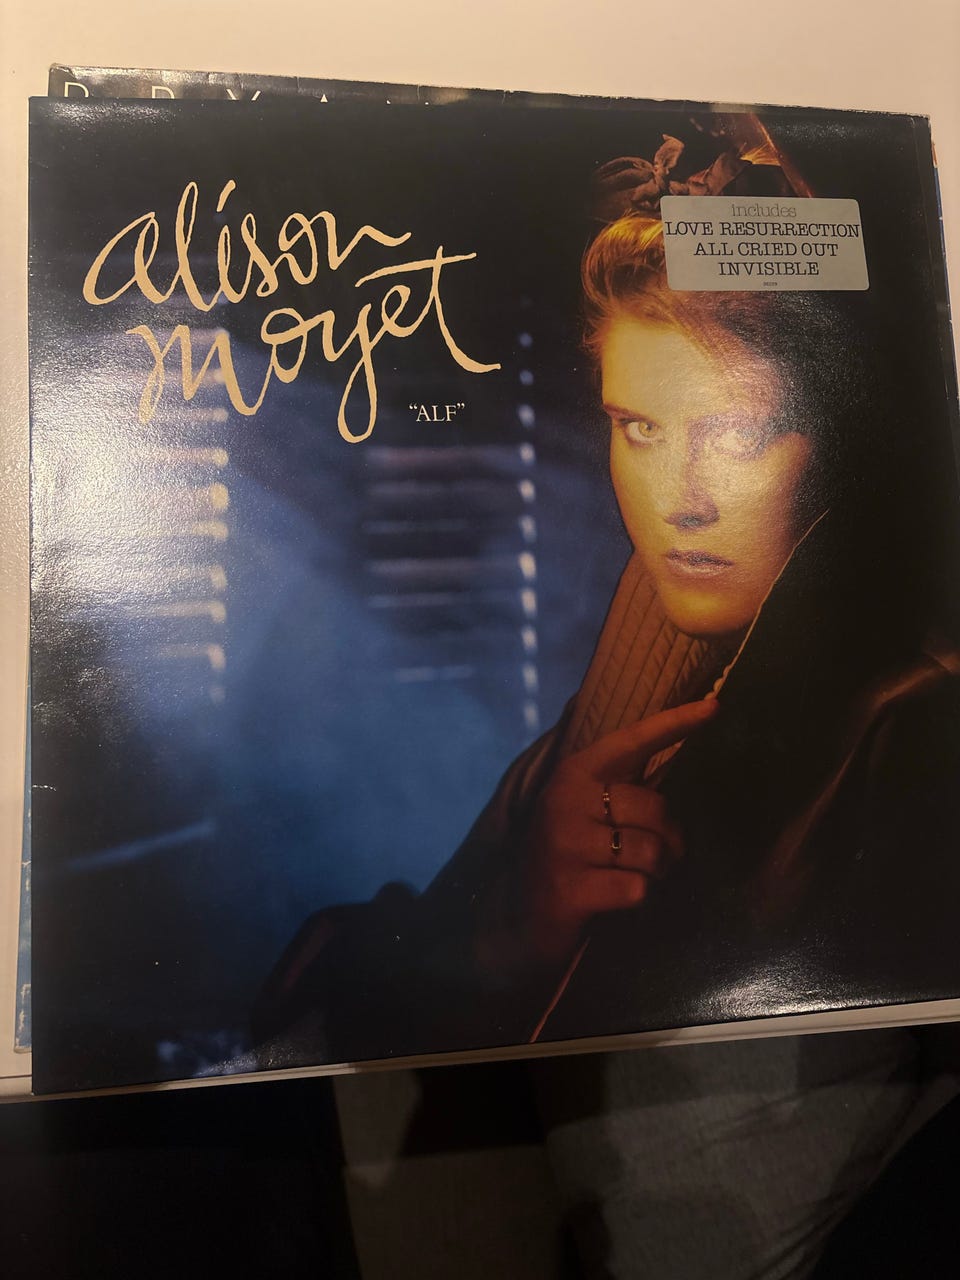 alison
moyet
"ALF"
includes
LOVE RESURRECTION
ALL CRIED OUT
INVISIBLE